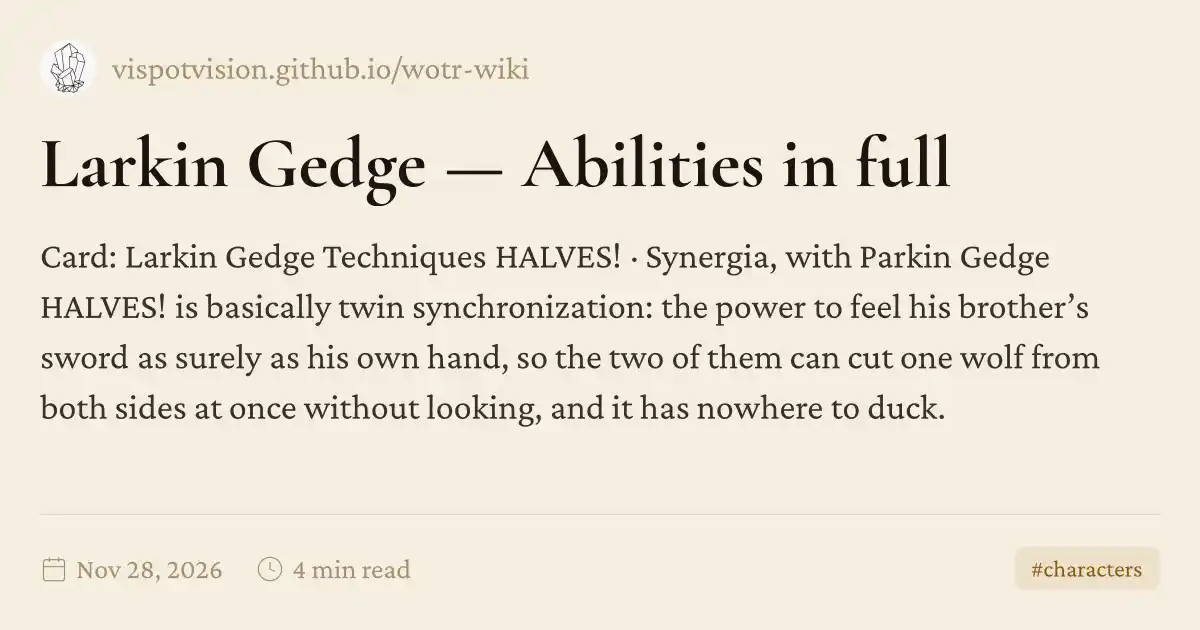 vispotvision.github.io/wotr-wiki
Larkin Gedge — Abilities in full
Card: Larkin Gedge Techniques HALVES! · Synergia, with Parkin Gedge
HALVES! is basically twin synchronization: the power to feel his brother’s
sword as surely as his own hand, so the two of them can cut one wolf from
both sides at once without looking, and it has nowhere to duck.
Nov 28, 2026
4 min read
#characters